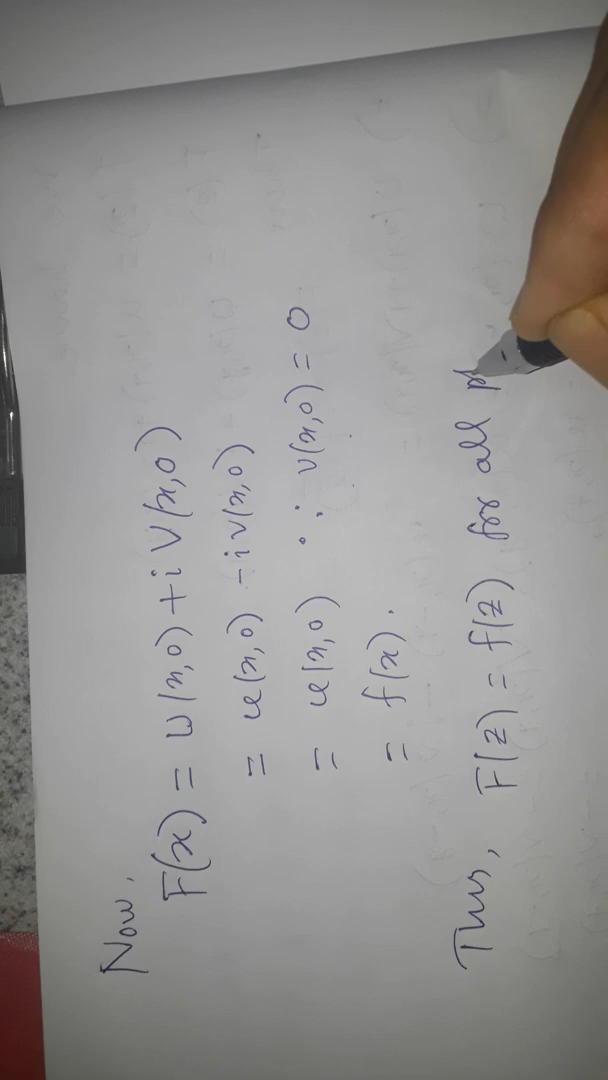 Now,
F(x) = U(x,0) + i V(x,0)
= u(x,0) - i v(x,0)
= u(x,0) ∵ v(x,0) = 0
= f(x).
Thus, F(z) = f(z) for all